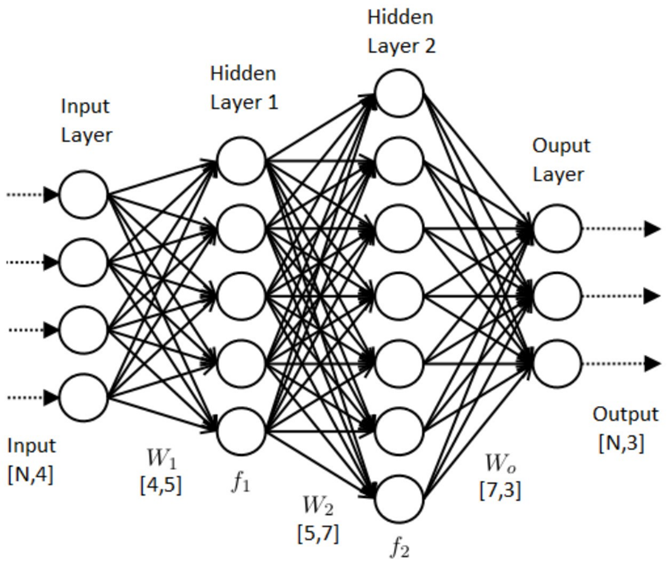 Hidden
Layer 2
Hidden
Layer 1
Input
Layer
Ouput
Layer
Input
[N,4]
W₁
[4,5]
f₁
W₂
[5,7]
f₂
Wₒ
[7,3]
Output
[N,3]